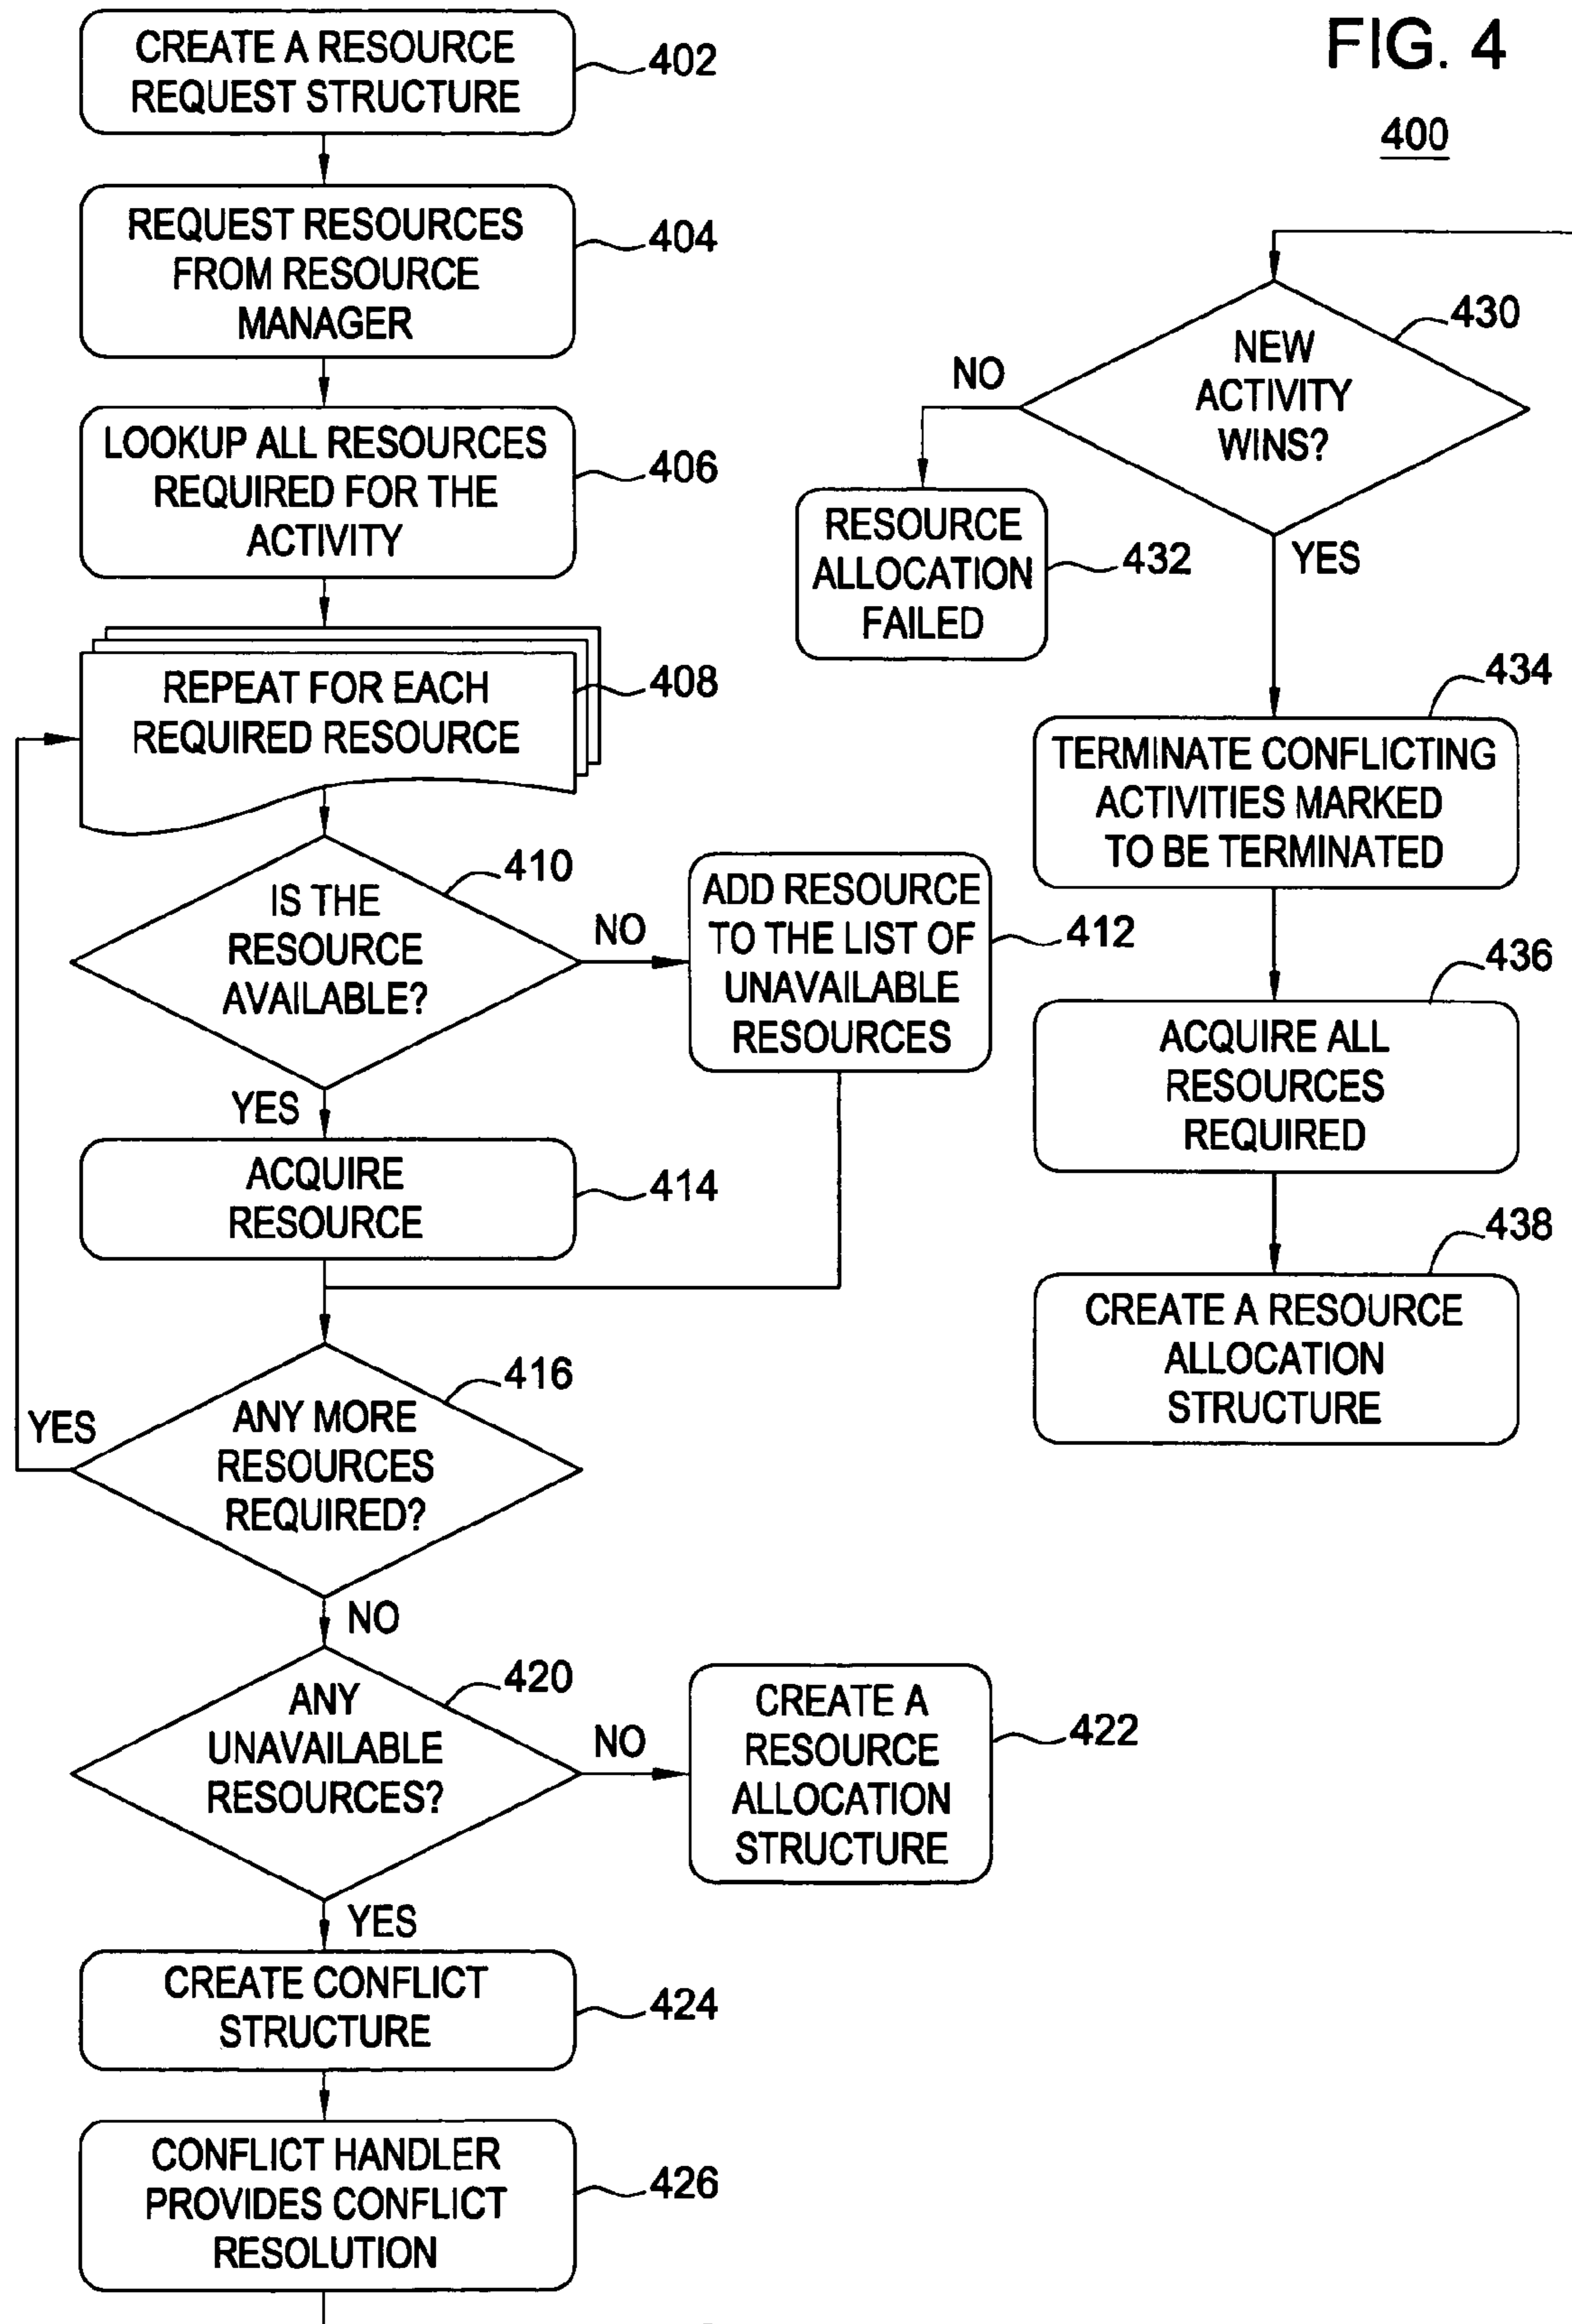 FIG. 4
400
CREATE A RESOURCE
REQUEST STRUCTURE
402
REQUEST RESOURCES
FROM RESOURCE
MANAGER
404
LOOKUP ALL RESOURCES
REQUIRED FOR THE
ACTIVITY
406
REPEAT FOR EACH
REQUIRED RESOURCE
408
IS THE
RESOURCE
AVAILABLE?
410
NO
ADD RESOURCE
TO THE LIST OF
UNAVAILABLE
RESOURCES
412
YES
ACQUIRE
RESOURCE
414
ANY MORE
RESOURCES
REQUIRED?
416
YES
NO
ANY
UNAVAILABLE
RESOURCES?
420
NO
CREATE A
RESOURCE
ALLOCATION
STRUCTURE
422
YES
CREATE CONFLICT
STRUCTURE
424
CONFLICT HANDLER
PROVIDES CONFLICT
RESOLUTION
426
NEW
ACTIVITY
WINS?
430
NO
RESOURCE
ALLOCATION
FAILED
432
YES
TERMINATE CONFLICTING
ACTIVITIES MARKED
TO BE TERMINATED
434
ACQUIRE ALL
RESOURCES
REQUIRED
436
CREATE A RESOURCE
ALLOCATION
STRUCTURE
438